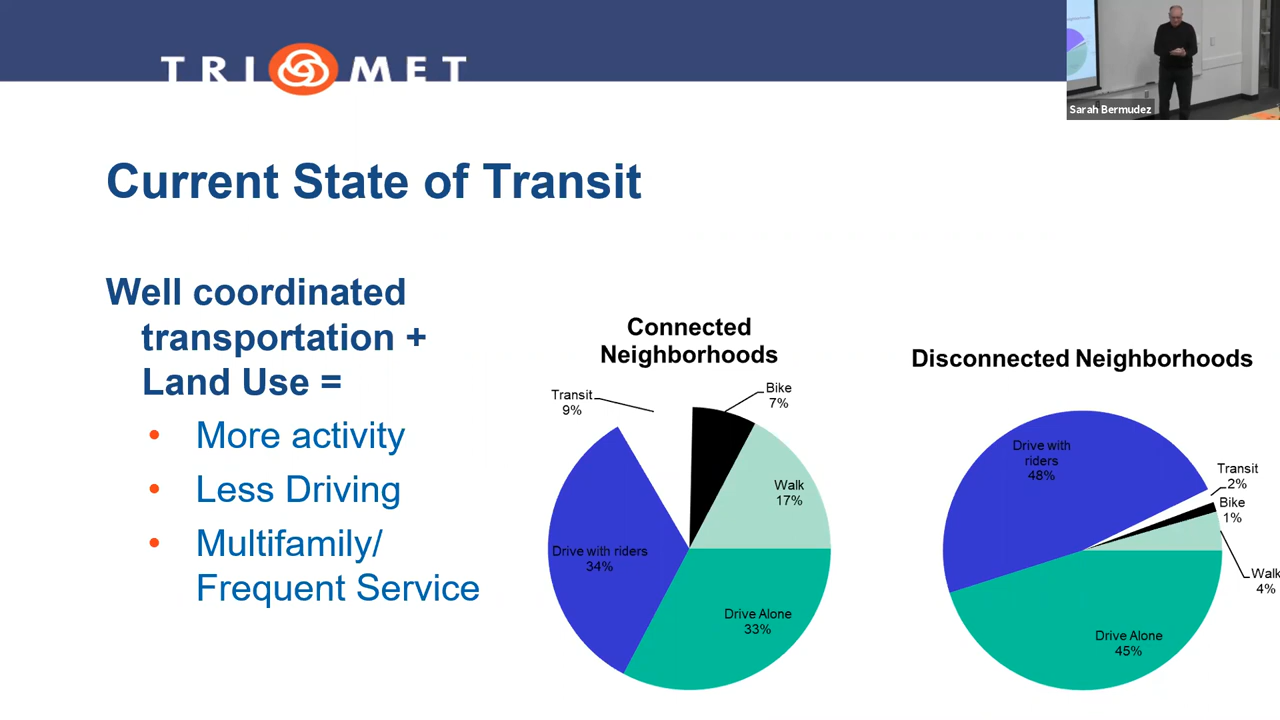 TRI MET
Sarah Bermudez
Current State of Transit
Well coordinated
transportation +
Land Use =
• More activity
• Less Driving
• Multifamily/
Frequent Service
Connected
Neighborhoods
Transit
9%
Bike
7%
Walk
17%
Drive with riders
34%
Drive Alone
33%
Disconnected Neighborhoods
Drive with
riders
48%
Transit
2%
Bike
1%
Walk
4%
Drive Alone
45%